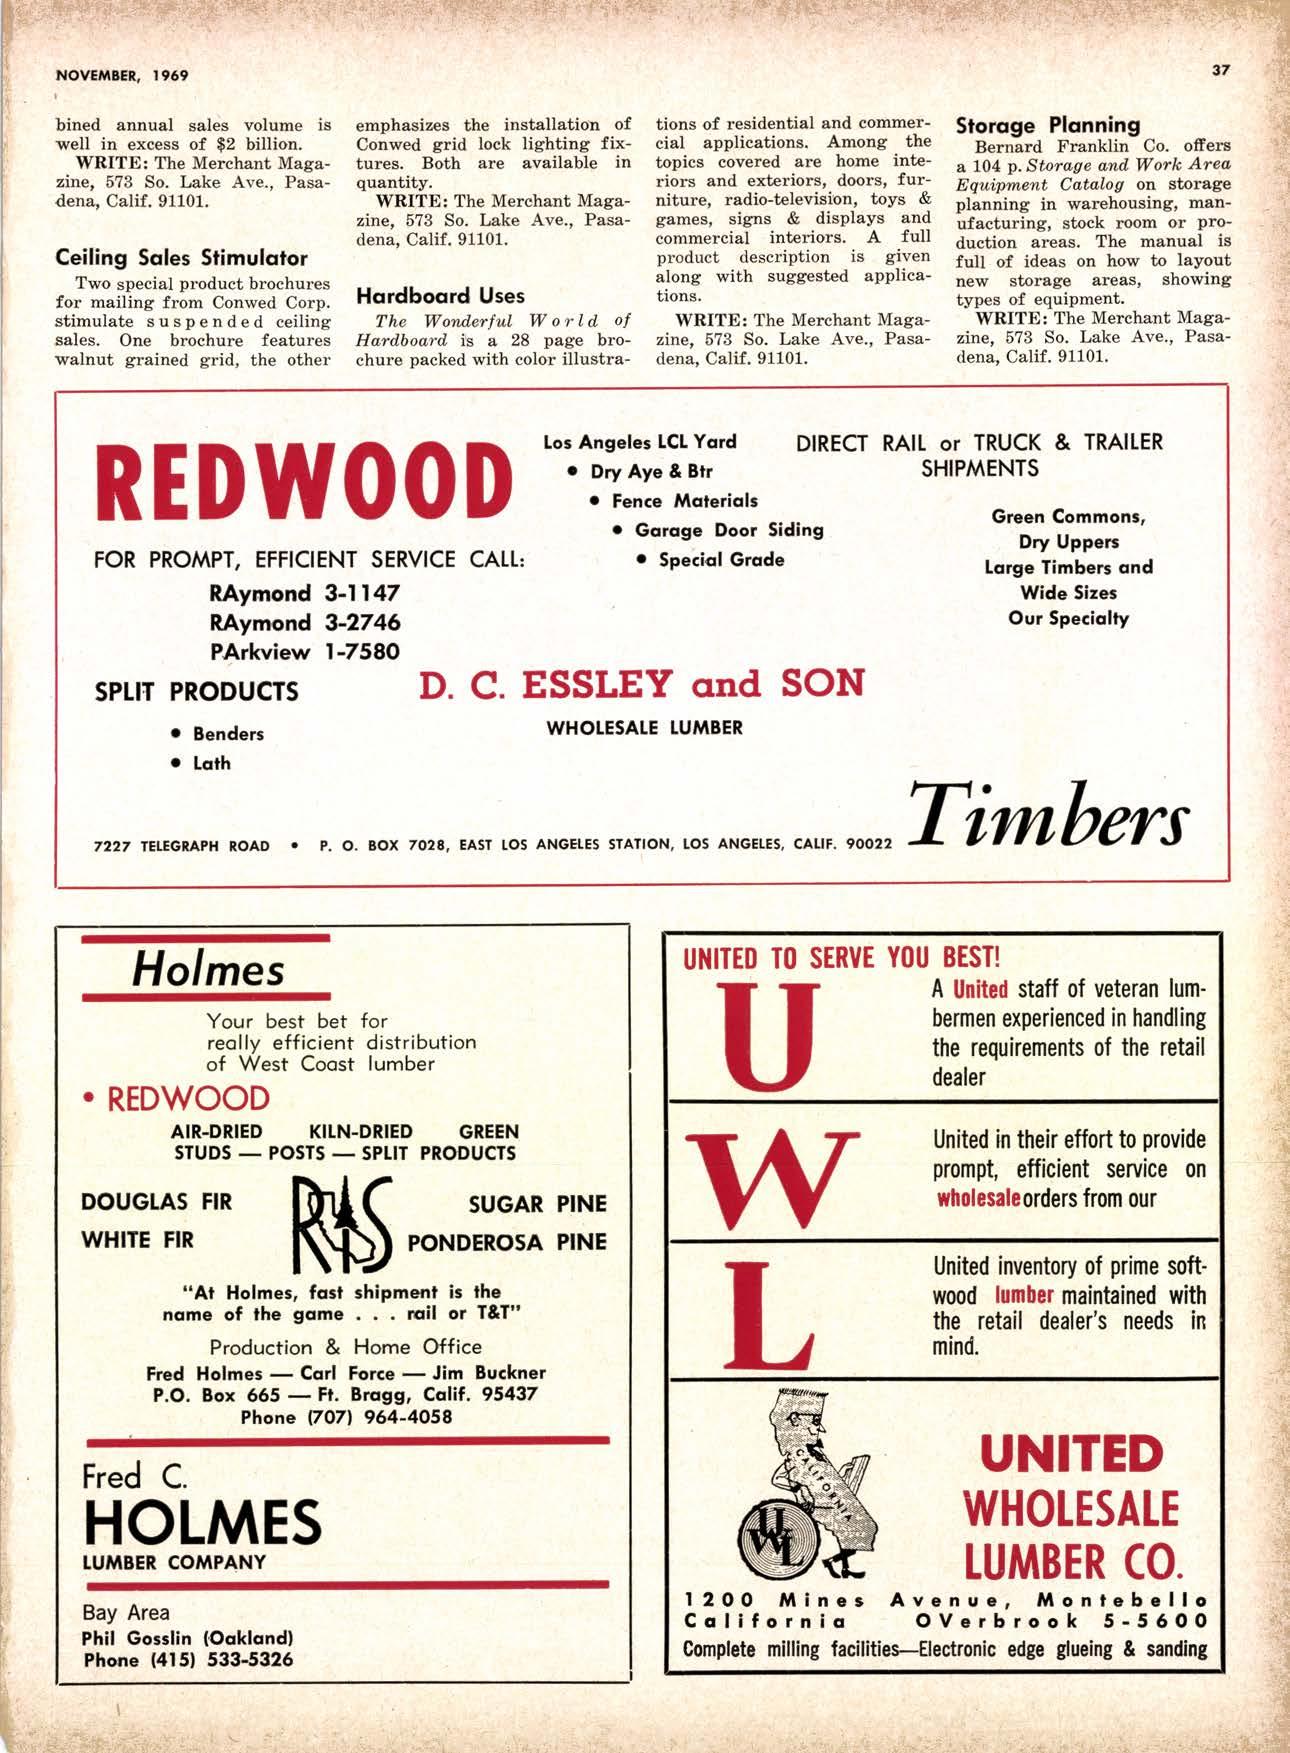 NOVEMBER, 1969
37
bined annual sales volume is
well in excess of $2 billion.
WRITE: The Merchant Maga-
zine, 573 So. Lake Ave., Pasa-
dena, Calif. 91101.
Ceiling Sales Stimulator
Two special product brochures
for mailing from Conwed Corp.
stimulate suspended ceiling
sales. One brochure features
walnut grained grid, the other
emphasizes the installation of
Conwed grid lock lighting fix-
tures. Both are available in
quantity.
WRITE: The Merchant Maga-
zine, 573 So. Lake Ave., Pasa-
dena, Calif. 91101.
Hardboard Uses
The Wonderful World of
Hardboard is a 28 page bro-
chure packed with color illustra-
tions of residential and commer-
cial applications. Among the
topics covered are home inte-
riors and exteriors, doors, fur-
niture, radio-television, toys &
games, signs & displays and
commercial interiors. A full
product description is given
along with suggested applica-
tions.
WRITE: The Merchant Maga-
zine, 573 So. Lake Ave., Pasa-
dena, Calif. 91101.
Storage Planning
Bernard Franklin Co. offers
a 104 p. Storage and Work Area
Equipment Catalog on storage
planning in warehousing, man-
ufacturing, stock room or pro-
duction areas. The manual is
full of ideas on how to layout
new storage areas, showing
types of equipment.
WRITE: The Merchant Maga-
zine, 573 So. Lake Ave., Pasa-
dena, Calif. 91101.
REDWOOD
FOR PROMPT, EFFICIENT SERVICE CALL:
RAymond 3-1147
RAymond 3-2746
PArkview 1-7580
Los Angeles LCL Yard
• Dry Aye & Btr
• Fence Materials
• Garage Door Siding
• Special Grade
DIRECT RAIL or TRUCK & TRAILER
SHIPMENTS
Green Commons,
Dry Uppers
Large Timbers and
Wide Sizes
Our Specialty
SPLIT PRODUCTS
• Benders
• Lath
D. C. ESSLEY and SON
WHOLESALE LUMBER
Timbers
7227 TELEGRAPH ROAD • P. O. BOX 7028, EAST LOS ANGELES STATION, LOS ANGELES, CALIF. 90022
Holmes
Your best bet for
really efficient distribution
of West Coast lumber
• REDWOOD
AIR-DRIED KILN-DRIED GREEN
STUDS — POSTS — SPLIT PRODUCTS
DOUGLAS FIR
WHITE FIR
RIS
SUGAR PINE
PONDEROSA PINE
"At Holmes, fast shipment is the
name of the game . . . rail or T&T"
Production & Home Office
Fred Holmes — Carl Force — Jim Buckner
P.O. Box 665 — Ft. Bragg, Calif. 95437
Phone (707) 964-4058
Fred C.
HOLMES
LUMBER COMPANY
Bay Area
Phil Gosslin (Oakland)
Phone (415) 533-5326
UNITED TO SERVE YOU BEST!
U
A United staff of veteran lum-
bermen experienced in handling
the requirements of the retail
dealer
W
United in their effort to provide
prompt, efficient service on
wholesale orders from our
L
United inventory of prime soft-
wood lumber maintained with
the retail dealer's needs in
mind.
CALIFORNIA
UWL
UNITED
WHOLESALE
LUMBER CO.
1200 Mines Avenue, Montebello
California OVerbrook 5-5600
Complete milling facilities—Electronic edge glueing & sanding